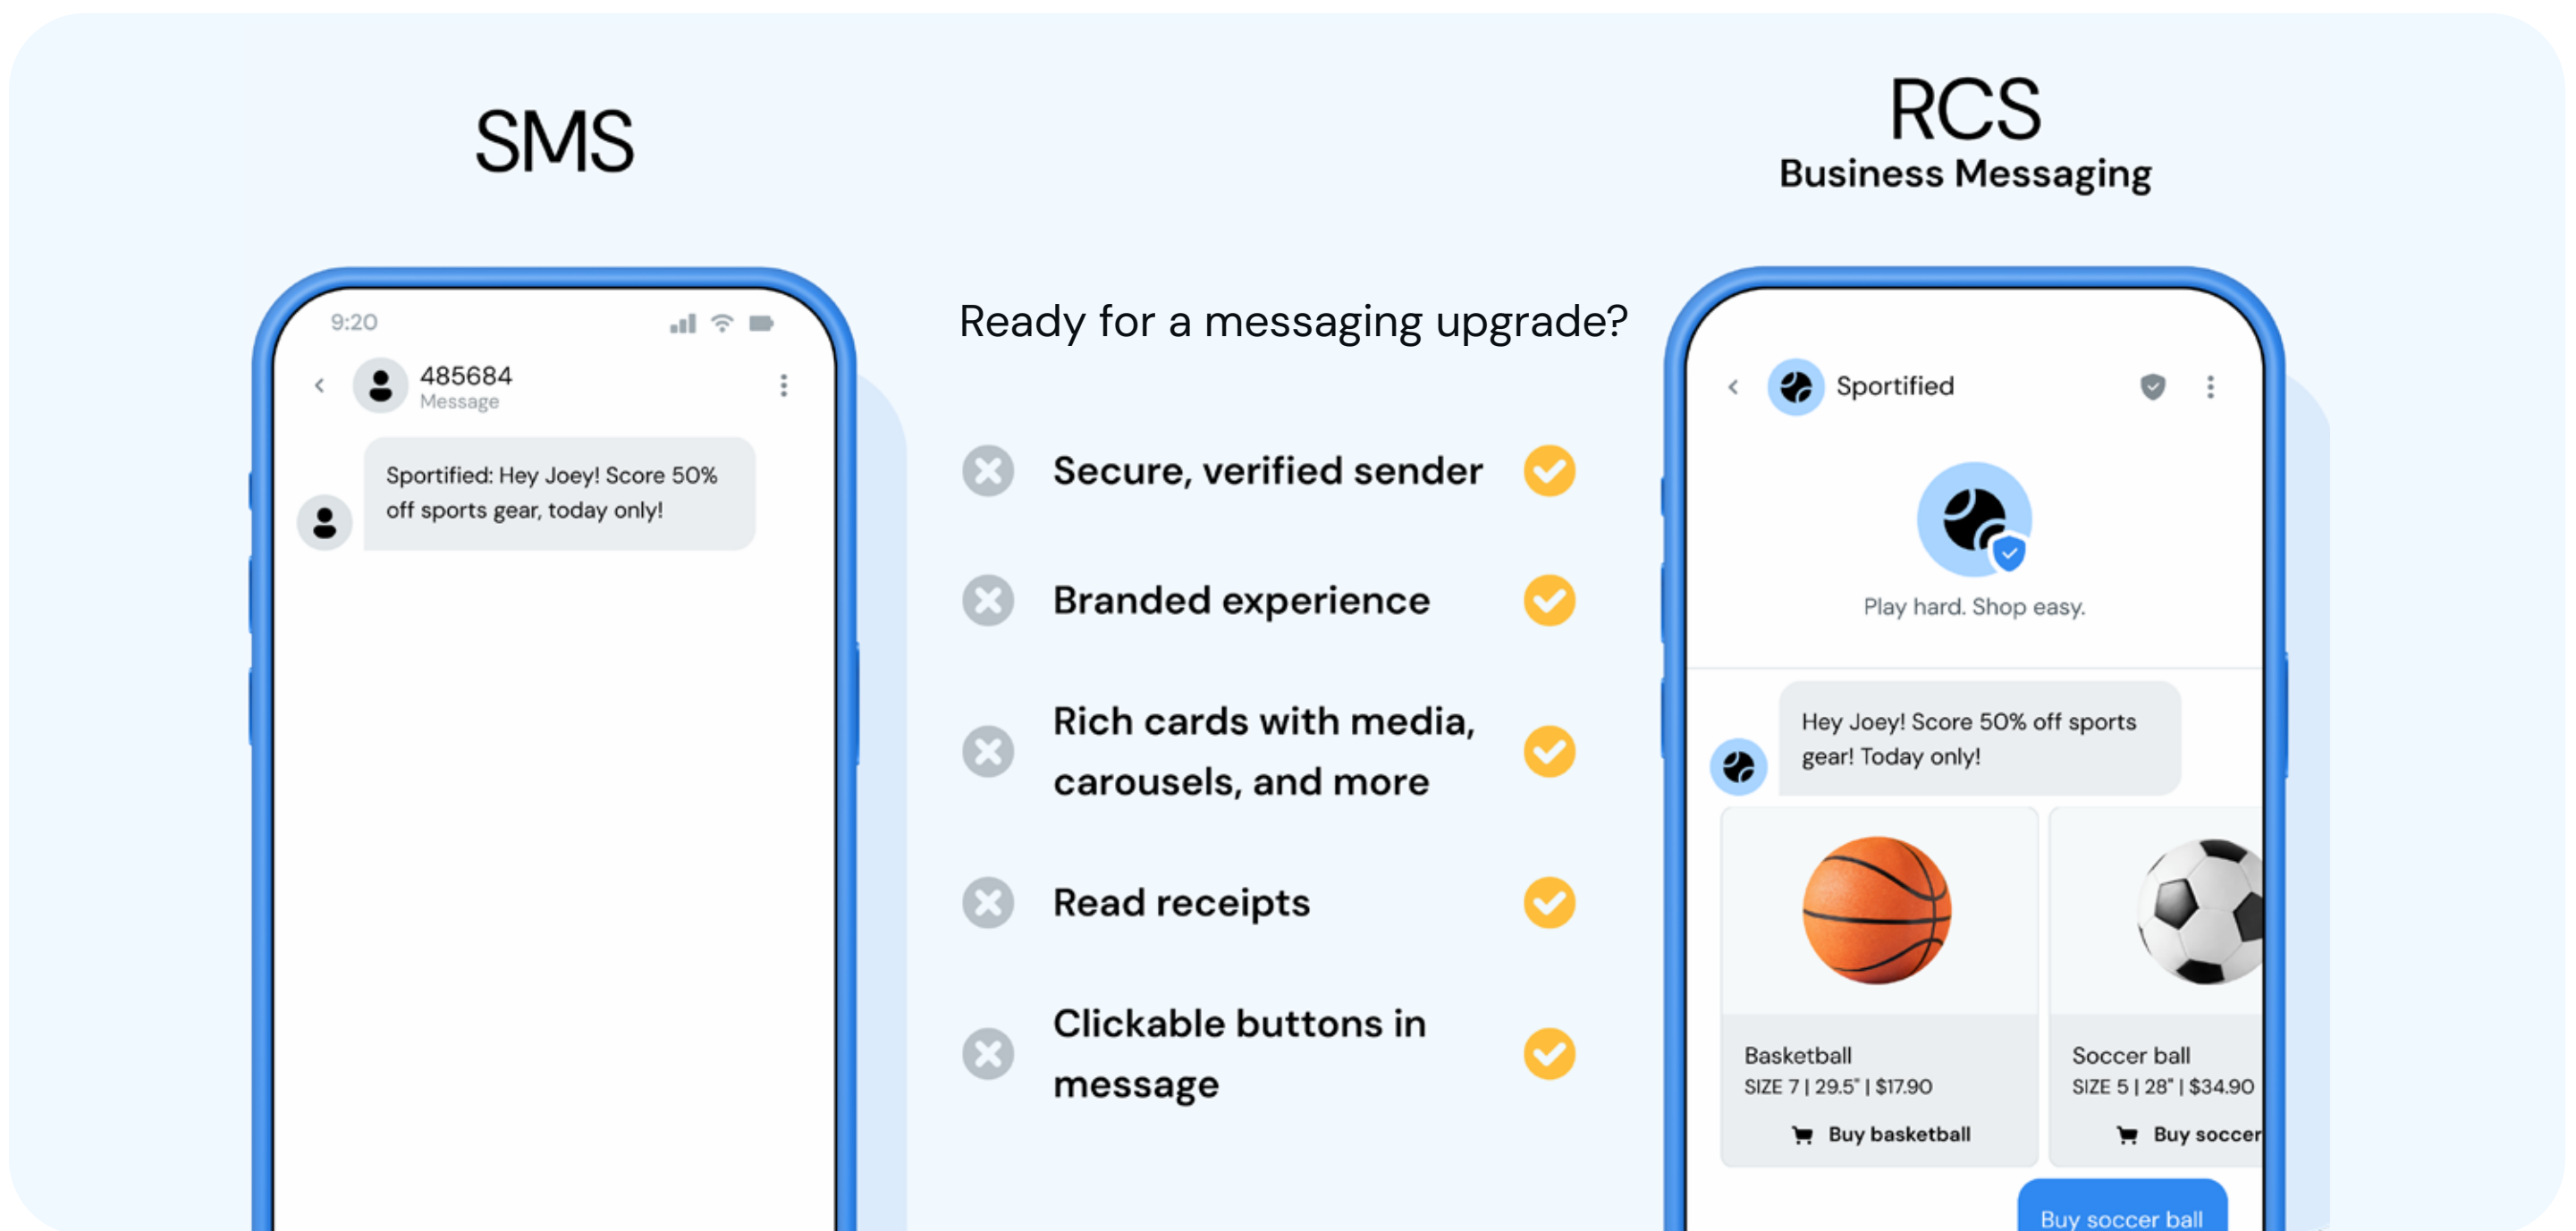 SMS
RCS
Business Messaging
9:20
485684
Message
Sportified: Hey Joey! Score 50%
off sports gear, today only!
Ready for a messaging upgrade?
Secure, verified sender
Branded experience
Rich cards with media,
carousels, and more
Read receipts
Clickable buttons in
message
Sportified
Play hard. Shop easy.
Hey Joey! Score 50% off sports
gear! Today only!
Basketball
SIZE 7 | 29.5" | $17.90
Buy basketball
Soccer ball
SIZE 5 | 28" | $34.90
Buy soccer
Buy soccer ball